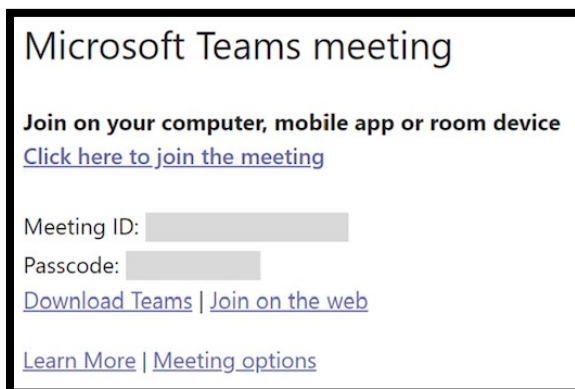 Microsoft Teams meeting
Join on your computer, mobile app or room device
Click here to join the meeting
Meeting ID:
Passcode:
Download Teams | Join on the web
Learn More | Meeting options